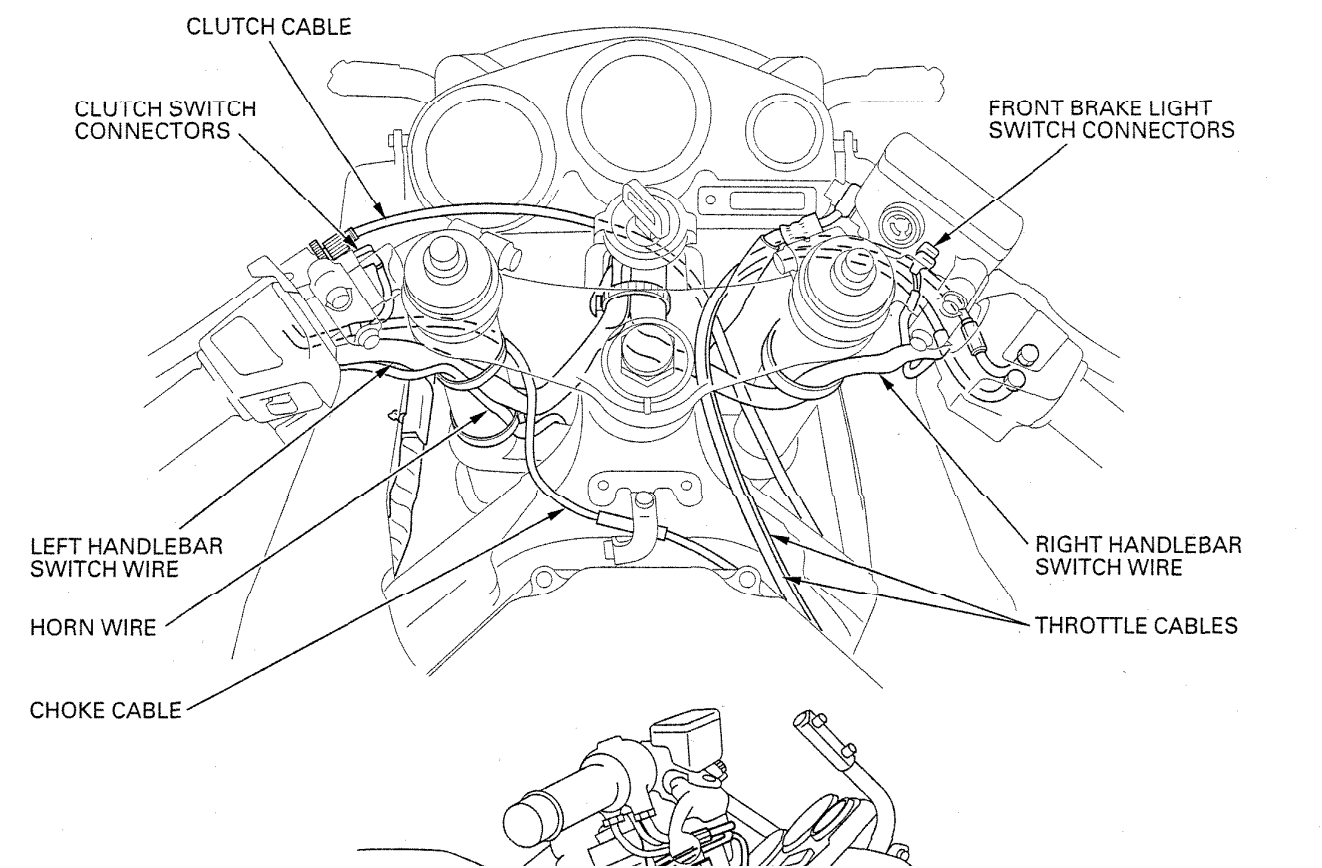 CLUTCH CABLE
CLUTCH SWITCH
CONNECTORS
FRONT BRAKE LIGHT
SWITCH CONNECTORS
LEFT HANDLEBAR
SWITCH WIRE
RIGHT HANDLEBAR
SWITCH WIRE
HORN WIRE
THROTTLE CABLES
CHOKE CABLE